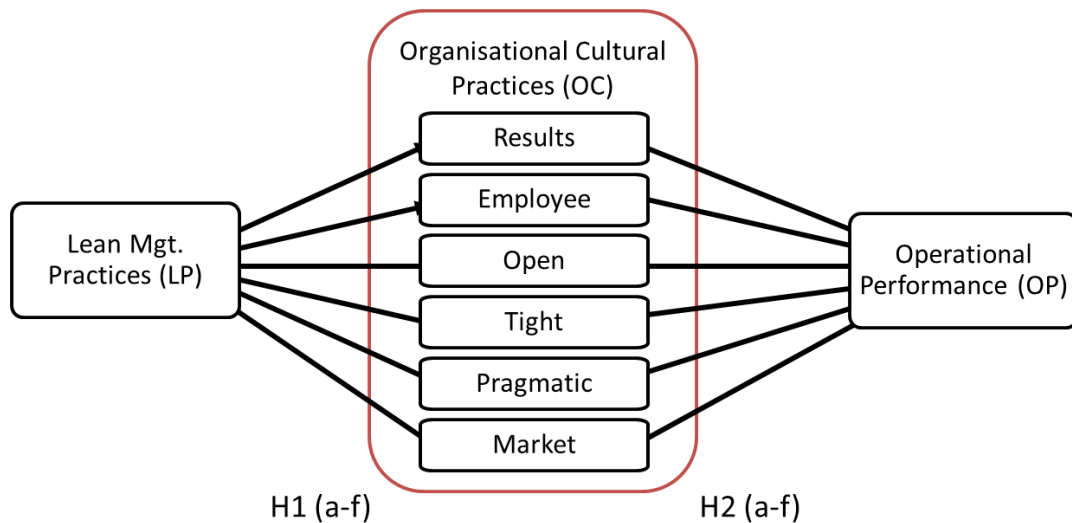 Organisational Cultural
Practices (OC)
Results
Employee
Open
Tight
Pragmatic
Market
Lean Mgt.
Practices (LP)
Operational
Performance (OP)
H1 (a-f)
H2 (a-f)